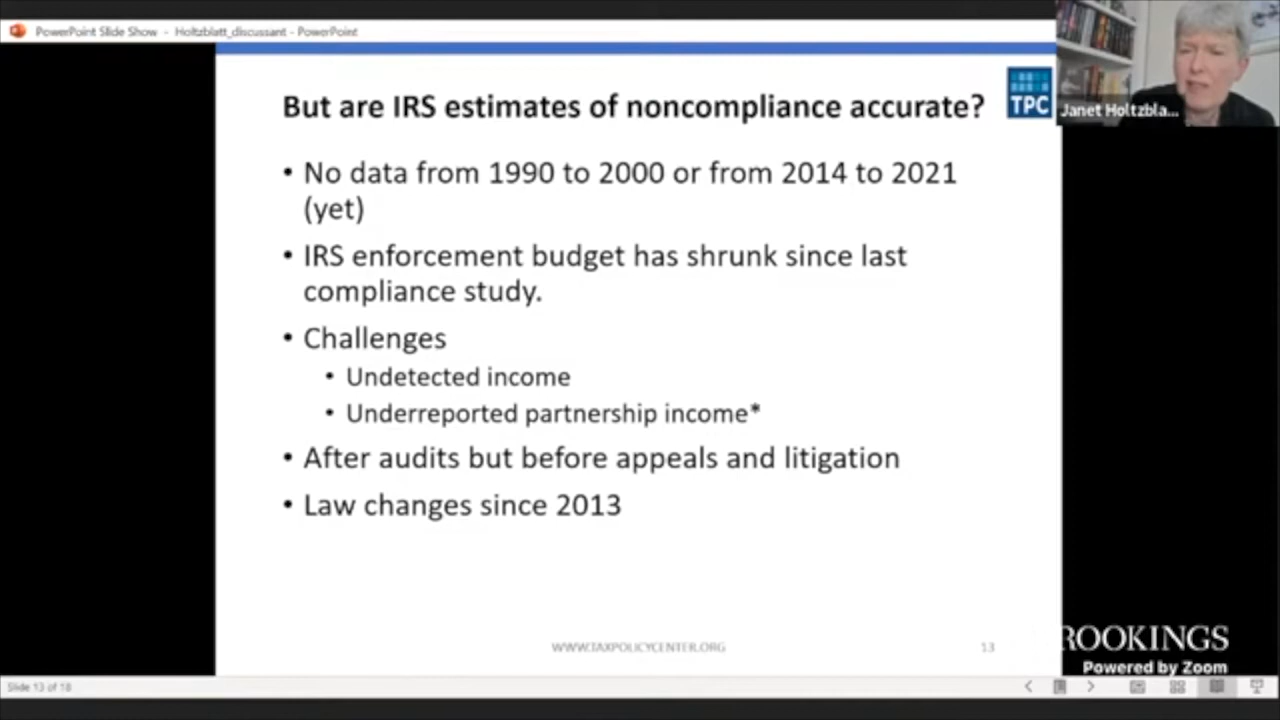 PowerPoint Slide Show - Holtzblatt_discussant - PowerPoint
But are IRS estimates of noncompliance accurate?
TPC
Janet Holtzbla...
• No data from 1990 to 2000 or from 2014 to 2021
(yet)
• IRS enforcement budget has shrunk since last
compliance study.
• Challenges
• Undetected income
• Underreported partnership income*
• After audits but before appeals and litigation
• Law changes since 2013
WWW.TAXPOLICYCENTER.ORG
13
ROOKINGS
Powered by Zoom
Slide 13 of 18